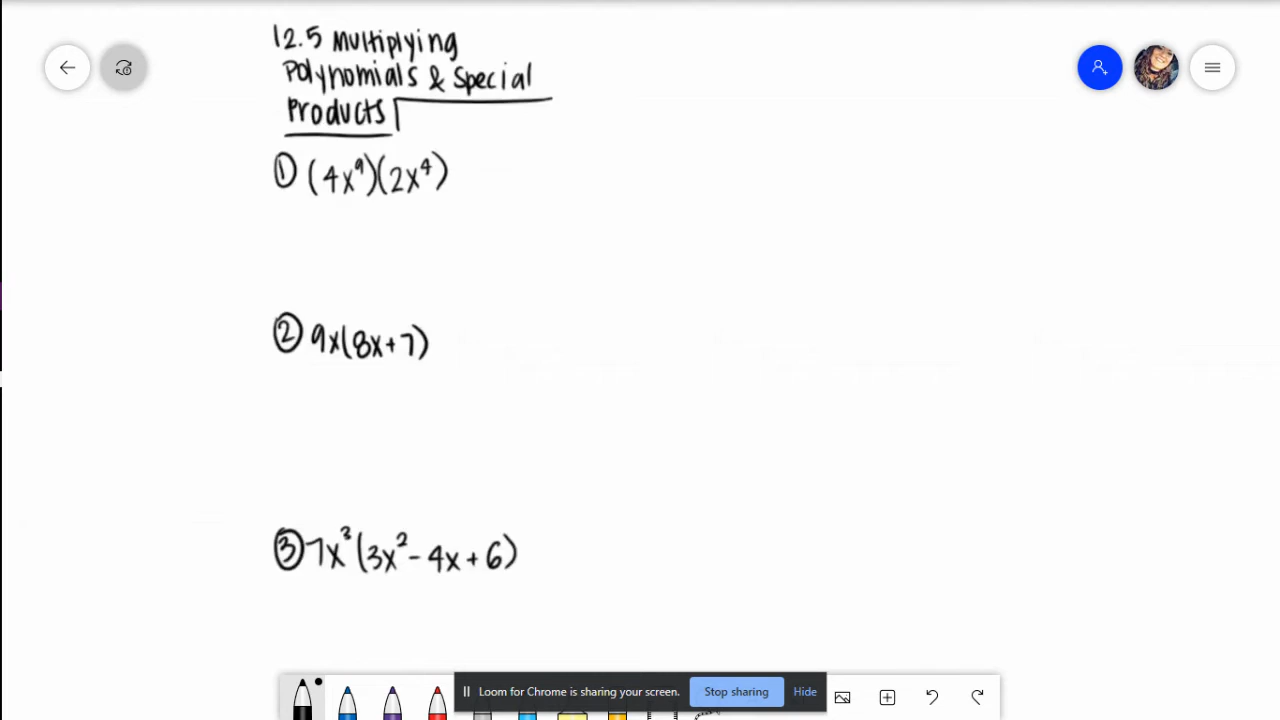 12.5 Multiplying
Polynomials & Special
Products
① (4x⁹)(2x⁴)
② 9x(8x+7)
③ 7x³(3x²-4x+6)
Loom for Chrome is sharing your screen. Stop sharing Hide